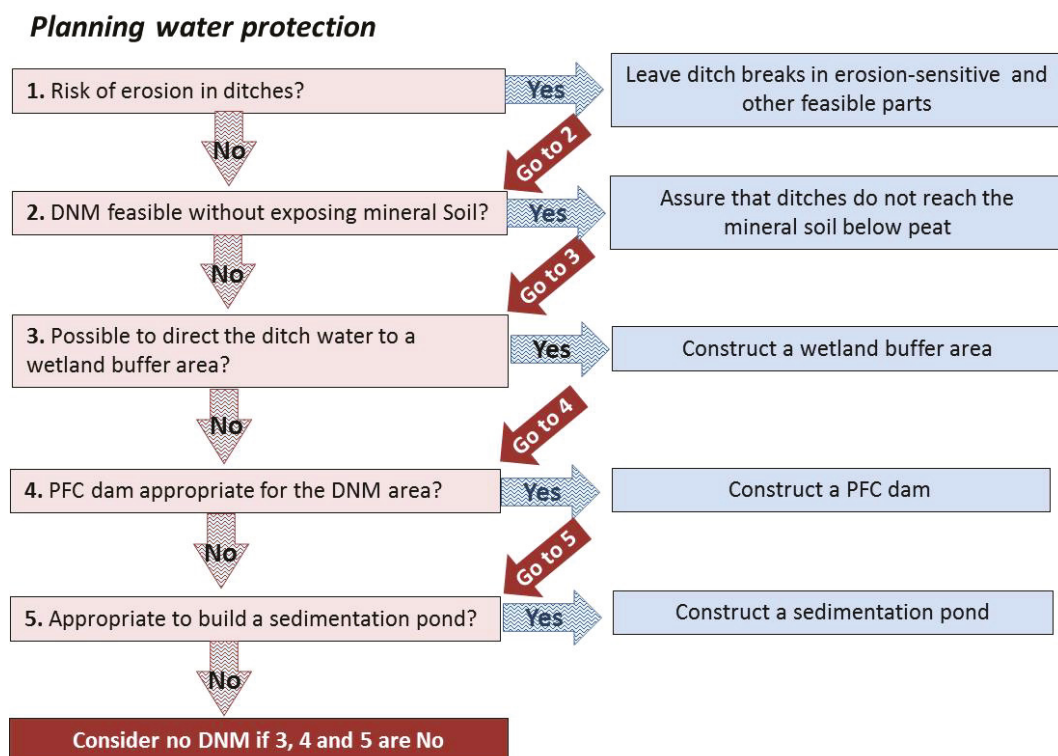 Planning water protection
1. Risk of erosion in ditches?
Yes
Leave ditch breaks in erosion-sensitive and
other feasible parts
No
Go to 2
2. DNM feasible without exposing mineral Soil?
Yes
Assure that ditches do not reach the
mineral soil below peat
No
Go to 3
3. Possible to direct the ditch water to a
wetland buffer area?
Yes
Construct a wetland buffer area
No
Go to 4
4. PFC dam appropriate for the DNM area?
Yes
Construct a PFC dam
No
Go to 5
5. Appropriate to build a sedimentation pond?
Yes
Construct a sedimentation pond
No
Consider no DNM if 3, 4 and 5 are No